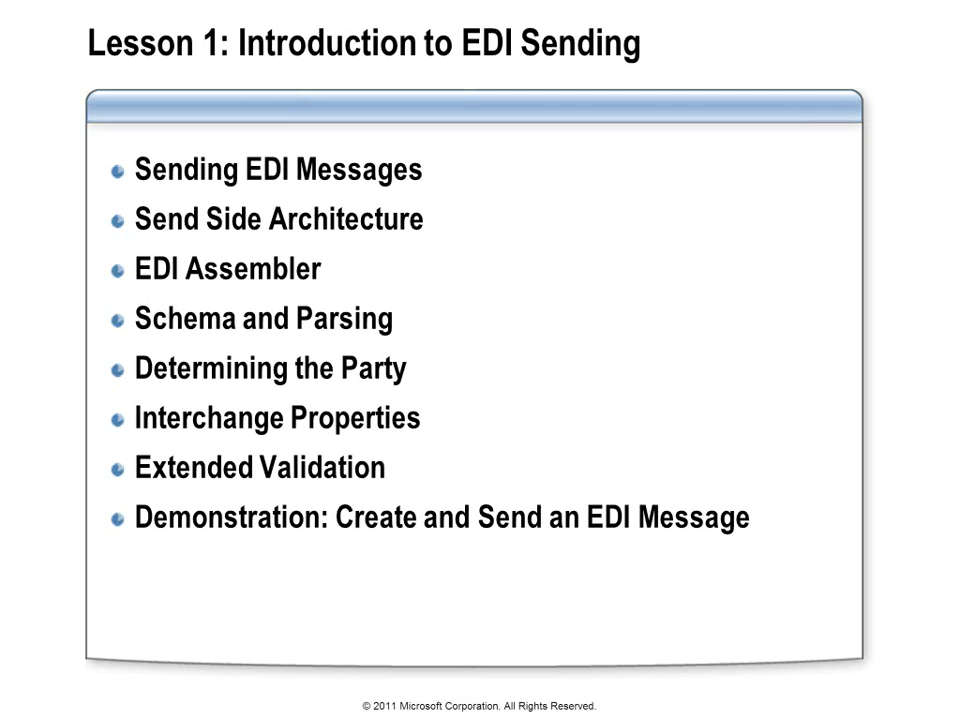 Lesson 1: Introduction to EDI Sending
Sending EDI Messages
Send Side Architecture
EDI Assembler
Schema and Parsing
Determining the Party
Interchange Properties
Extended Validation
Demonstration: Create and Send an EDI Message
© 2011 Microsoft Corporation. All Rights Reserved.